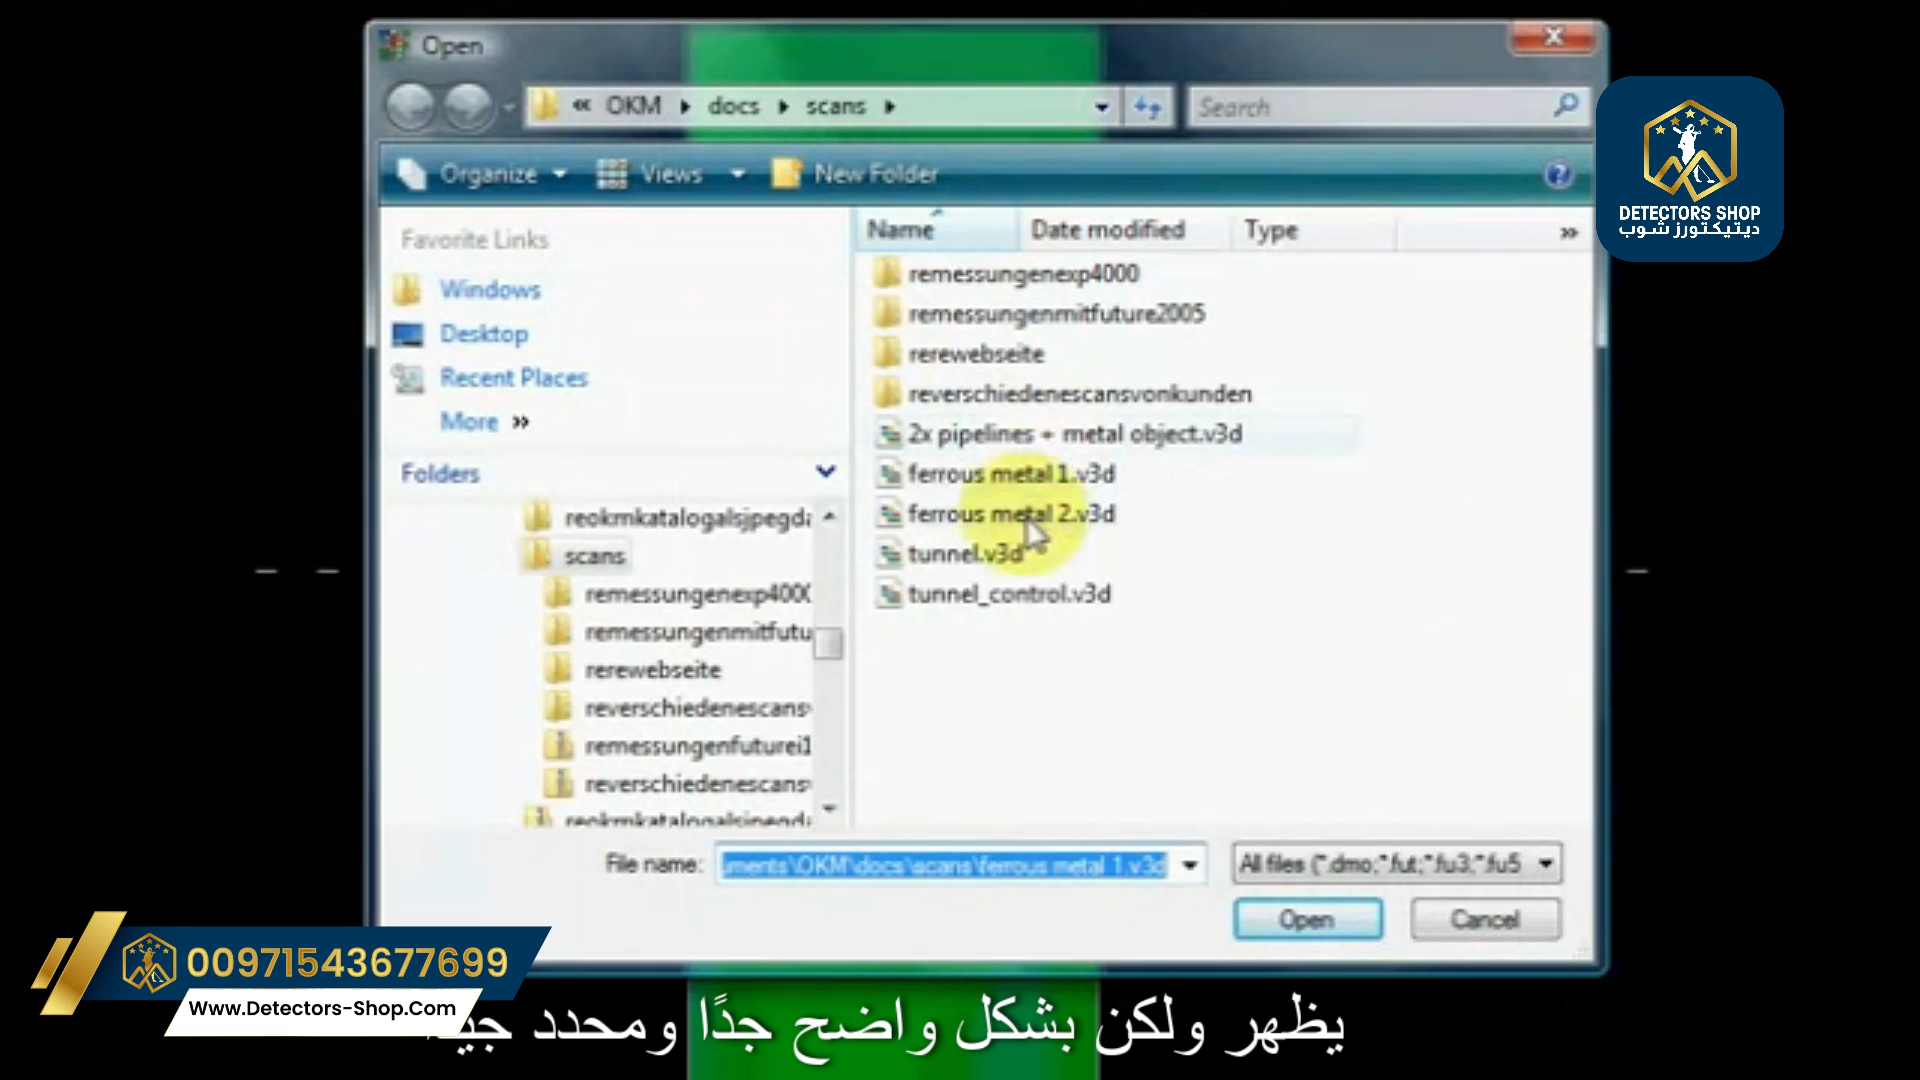 Open
« OKM ▸ docs ▸ scans ▸
Search
Organize
Views
New Folder
DETECTORS SHOP
ديتيكتورز شوب
Favorite Links
Windows
Desktop
Recent Places
More »
Folders
reokmkatalogalsjpegda
scans
remessungenexp400
remessungenmitfutu
rerewebseite
reverschiedenescans
remessungenfuturei1
reverschiedenescans
reokmkatalogalsjpegda
Name
Date modified
Type
»
remessungenexp4000
remessungenmitfuture2005
rerewebseite
reverschiedenescansvonkunden
2x pipelines + metal object.v3d
ferrous metal 1.v3d
ferrous metal 2.v3d
tunnel.v3d
tunnel_control.v3d
File name:
uments\OKM\docs\scans\ferrous metal 1.v3d
All files (*.dmo;*.fut;*.fu3;*.fu5
Open
Cancel
00971543677699
Www.Detectors-Shop.Com
يظهر ولكن بشكل واضح جدًا ومحدد